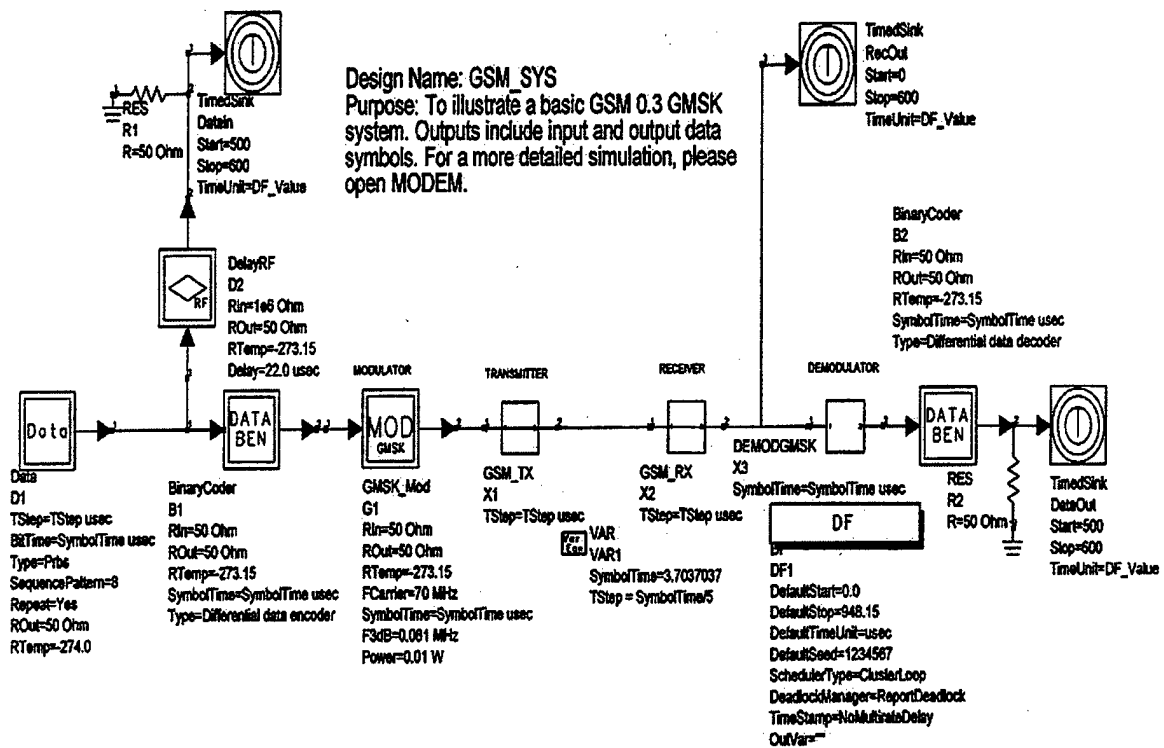 TimedSink
DataIn
Start=500
Stop=600
TimeUnit=DF_Value
RES
R1
R=50 Ohm
Design Name: GSM_SYS
Purpose: To illustrate a basic GSM 0.3 GMSK
system. Outputs include input and output data
symbols. For a more detailed simulation, please
open MODEM.
TimedSink
RecOut
Start=0
Stop=600
TimeUnit=DF_Value
RF
DelayRF
D2
Rin=1e6 Ohm
ROut=50 Ohm
RTemp=-273.15
Delay=22.0 usec
BinaryCoder
B2
Rin=50 Ohm
ROut=50 Ohm
RTemp=-273.15
SymbolTime=SymbolTime usec
Type=Differential data decoder
MODULATOR
TRANSMITTER
RECEIVER
DEMODULATOR
Data
DATA
BEN
MOD
GMSK
DATA
BEN
Data
D1
TStep=TStep usec
BitTime=SymbolTime usec
Type=Prbs
SequencePattern=8
Repeat=Yes
ROut=50 Ohm
RTemp=-274.0
BinaryCoder
B1
Rin=50 Ohm
ROut=50 Ohm
RTemp=-273.15
SymbolTime=SymbolTime usec
Type=Differential data encoder
GMSK_Mod
G1
Rin=50 Ohm
ROut=50 Ohm
RTemp=-273.15
FCarrier=70 MHz
SymbolTime=SymbolTime usec
F3dB=0.081 MHz
Power=0.01 W
GSM_TX
X1
TStep=TStep usec
Var
Eqn
VAR
VAR1
SymbolTime=3.7037037
TStep = SymbolTime/5
GSM_RX
X2
TStep=TStep usec
DEMODGMSK
X3
SymbolTime=SymbolTime usec
DF
DF
DF1
DefaultStart=0.0
DefaultStop=948.15
DefaultTimeUnit=usec
DefaultSeed=1234567
SchedulerType=ClusterLoop
DeadlockManager=ReportDeadlock
TimeStamp=NoMultirateDelay
OutVar=""
RES
R2
R=50 Ohm
TimedSink
DataOut
Start=500
Stop=600
TimeUnit=DF_Value